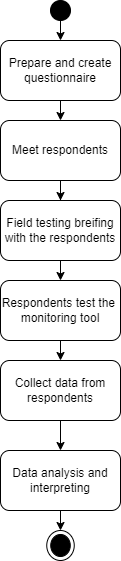 Prepare and create
questionnaire
Meet respondents
Field testing breifing
with the respondents
Respondents test the
monitoring tool
Collect data from
respondents
Data analysis and
interpreting